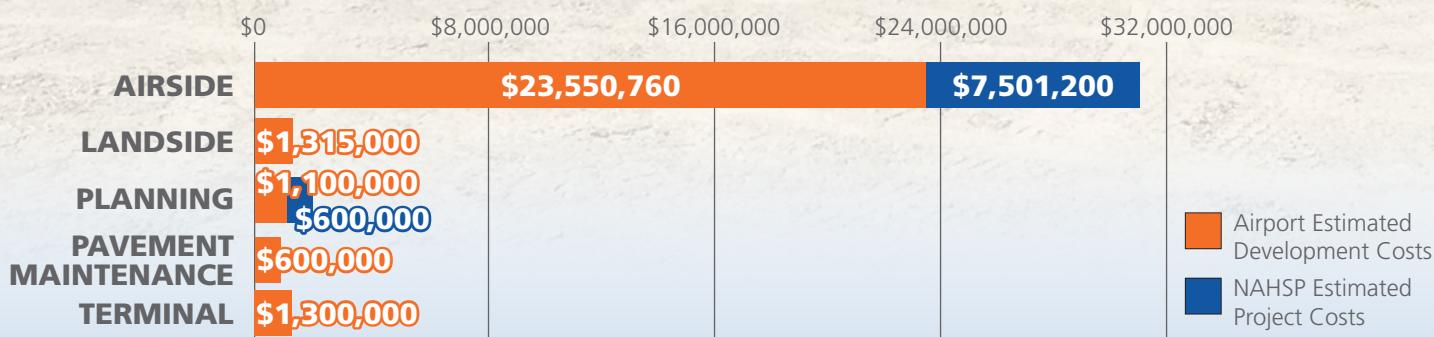 $0 $8,000,000 $16,000,000 $24,000,000 $32,000,000
AIRSIDE $23,550,760 $7,501,200
LANDSIDE $1,315,000
PLANNING $1,100,000
$600,000
PAVEMENT
MAINTENANCE $600,000
TERMINAL $1,300,000
Airport Estimated
Development Costs
NAHSP Estimated
Project Costs